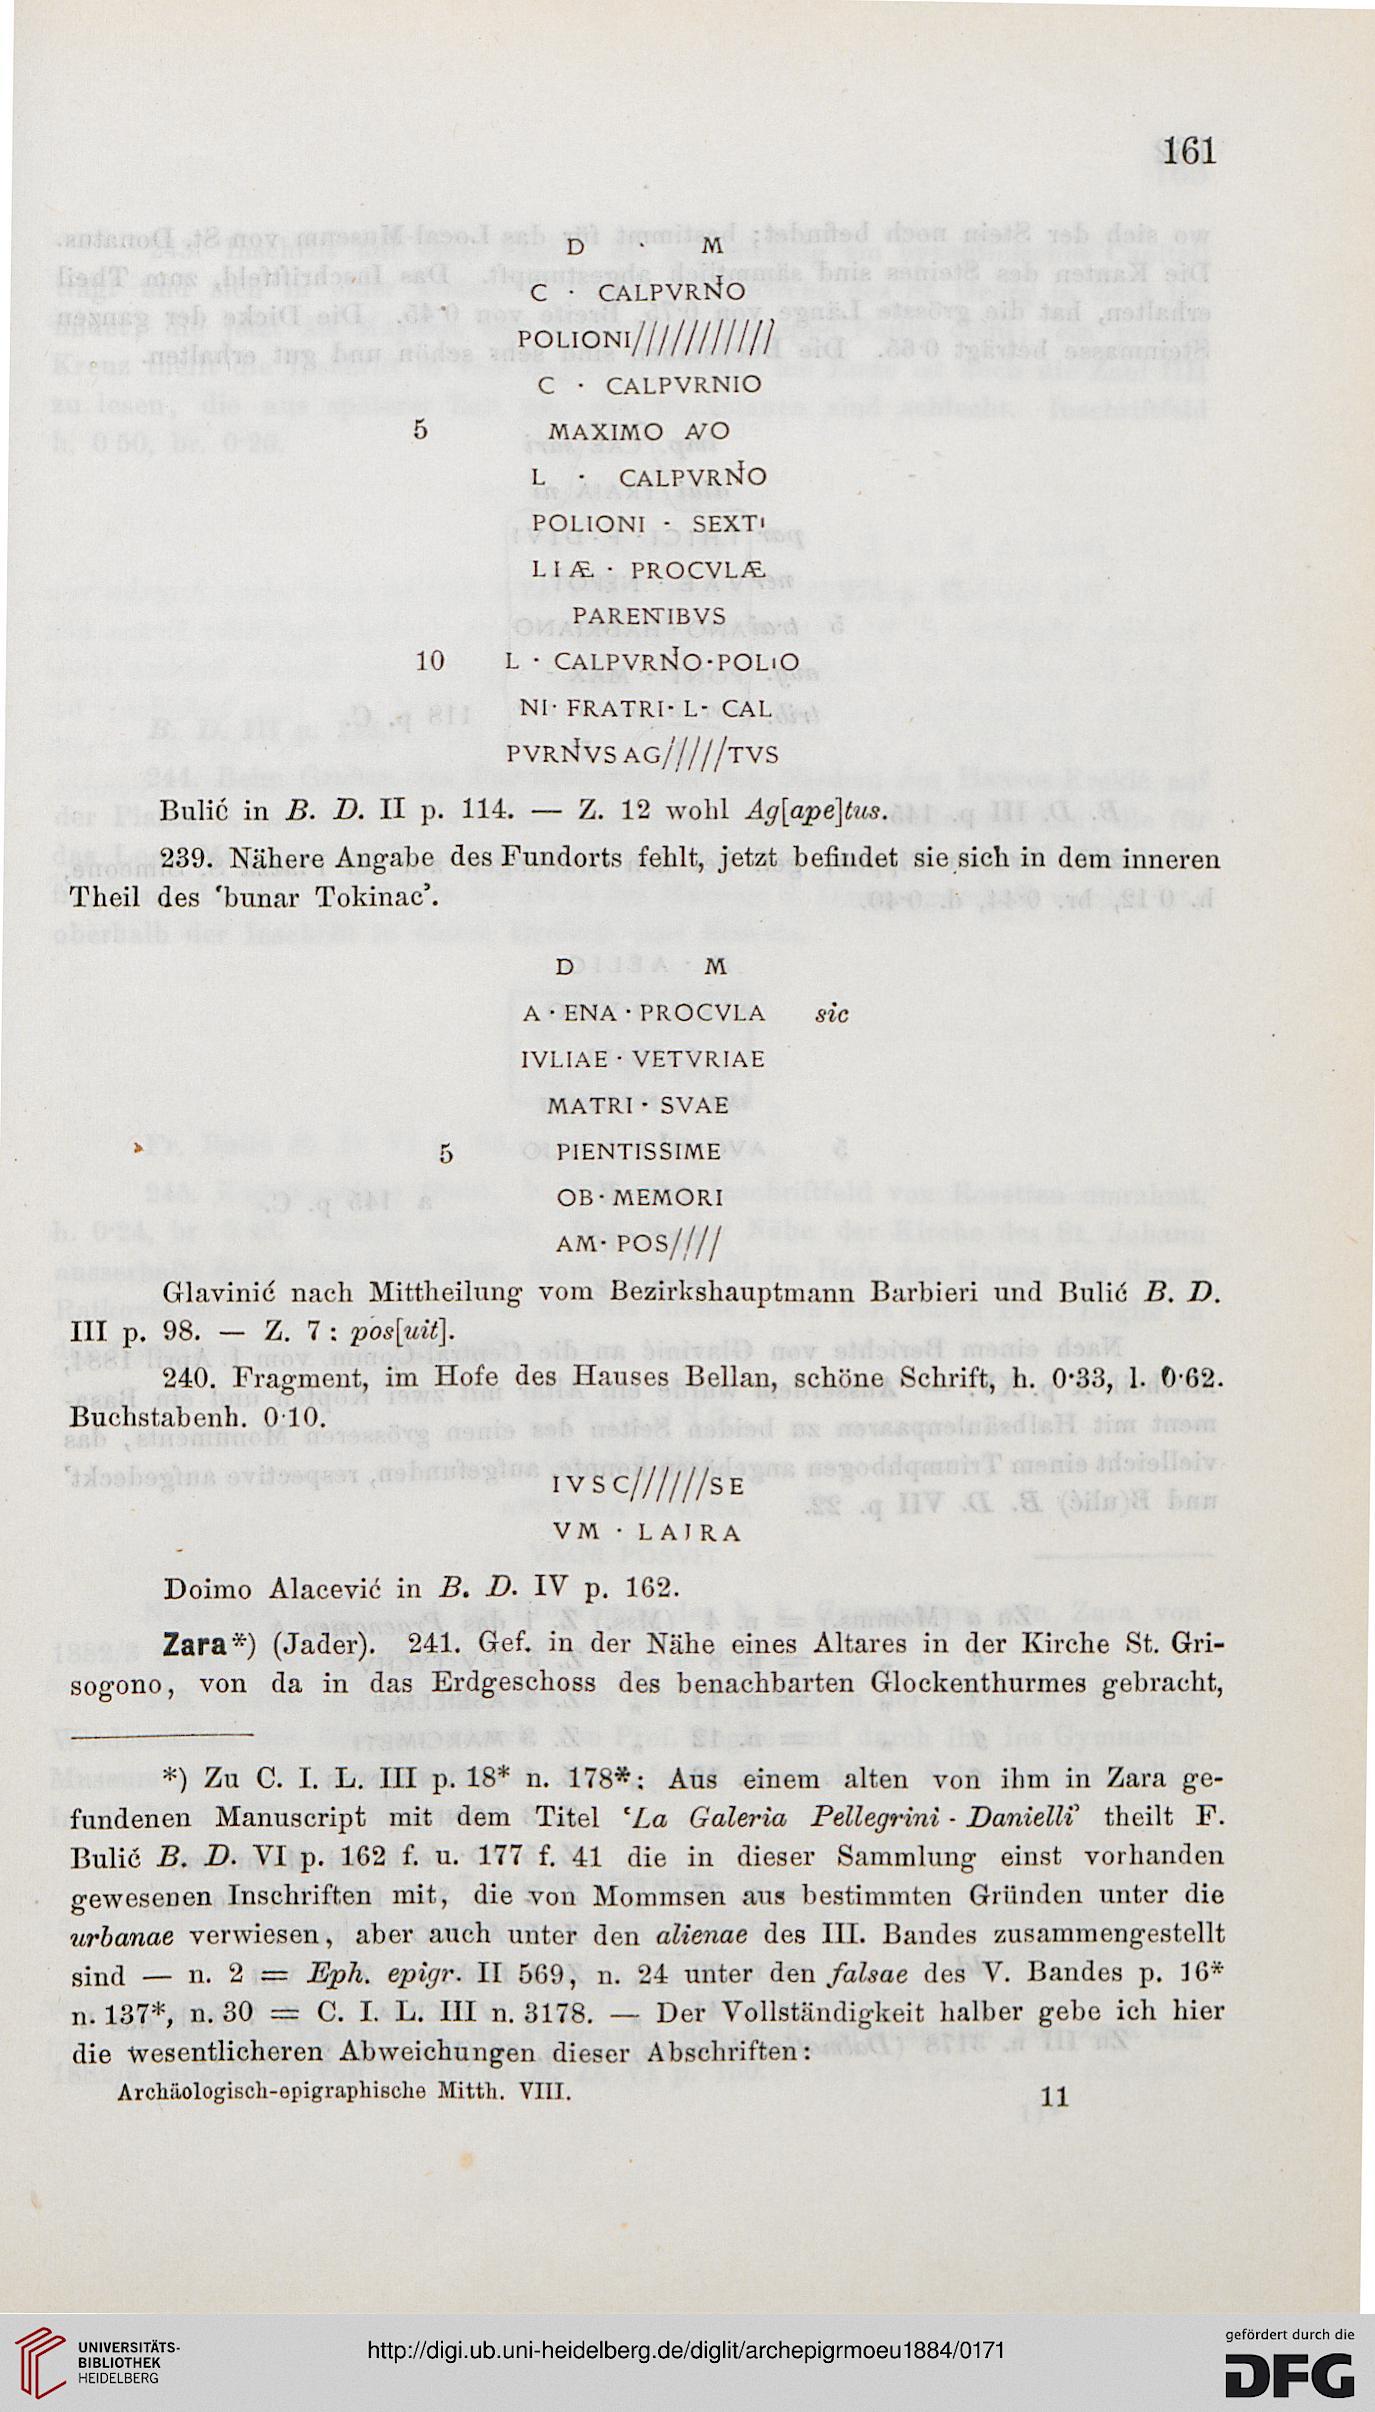 161
D · M
C · CALPVRNIO
POLIONI///////////
C · CALPVRNIO
5 MAXIMO AVO
L · CALPVRNIO
POLIONI · SEXTI
LIÆ · PROCVLÆ
PARENTIBVS
10 L · CALPVRNIO · POLIO
NI · FRATRI · L · CAL
PVRNIVS AG/////TVS
Bulić in B. D. II p. 114. — Z. 12 wohl Ag[ape]tus.
239. Nähere Angabe des Fundorts fehlt, jetzt befindet sie sich in dem inneren
Theil des ‘bunar Tokinac’.
D M
A · ENA · PROCVLA sic
IVLIAE · VETVRIAE
MATRI · SVAE
5 PIENTISSIME
OB · MEMORI
AM · POS////
Glavinić nach Mittheilung vom Bezirkshauptmann Barbieri und Bulić B. D.
III p. 98. — Z. 7 : pos[uit].
240. Fragment, im Hofe des Hauses Bellan, schöne Schrift, h. 0·33, l. 0·62.
Buchstabenh. 0·10.
IVSC//////SE
VM · LAIRA
Doimo Alacević in B. D. IV p. 162.
Zara*) (Jader). 241. Gef. in der Nähe eines Altares in der Kirche St. Gri-
sogono, von da in das Erdgeschoss des benachbarten Glockenthurmes gebracht,
*) Zu C. I. L. III p. 18* n. 178*: Aus einem alten von ihm in Zara ge-
fundenen Manuscript mit dem Titel ‘La Galeria Pellegrini - Danielli’ theilt F.
Bulić B. D. VI p. 162 f. u. 177 f. 41 die in dieser Sammlung einst vorhanden
gewesenen Inschriften mit, die von Mommsen aus bestimmten Gründen unter die
urbanae verwiesen, aber auch unter den alienae des III. Bandes zusammengestellt
sind — n. 2 = Eph. epigr. II 569, n. 24 unter den falsae des V. Bandes p. 16*
n. 137*, n. 30 = C. I. L. III n. 3178. — Der Vollständigkeit halber gebe ich hier
die wesentlicheren Abweichungen dieser Abschriften:
Archäologisch-epigraphische Mitth. VIII. 11
UNIVERSITÄTS-
BIBLIOTHEK
HEIDELBERG
http://digi.ub.uni-heidelberg.de/diglit/archepigrmoeu1884/0171
gefördert durch die
DFG